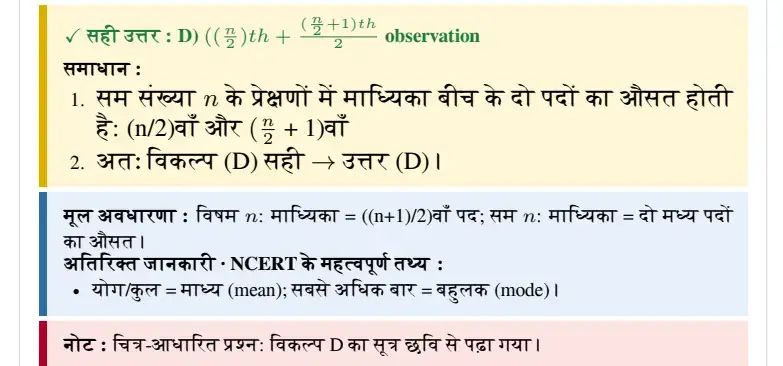 ✓ सही उत्तर : D) ((n/2)th + ((n/2+1)th)/2 observation
समाधान :
1. सम संख्या n के प्रेक्षणों में माध्यिका बीच के दो पदों का औसत होती
है: (n/2)वाँ और (n/2 + 1)वाँ
2. अतः विकल्प (D) सही → उत्तर (D)।
मूल अवधारणा : विषम n: माध्यिका = ((n+1)/2)वाँ पद; सम n: माध्यिका = दो मध्य पदों
का औसत।
अतिरिक्त जानकारी · NCERT के महत्वपूर्ण तथ्य :
• योग/कुल = माध्य (mean); सबसे अधिक बार = बहुलक (mode)।
नोट : चित्र-आधारित प्रश्न: विकल्प D का सूत्र छवि से पढ़ा गया।